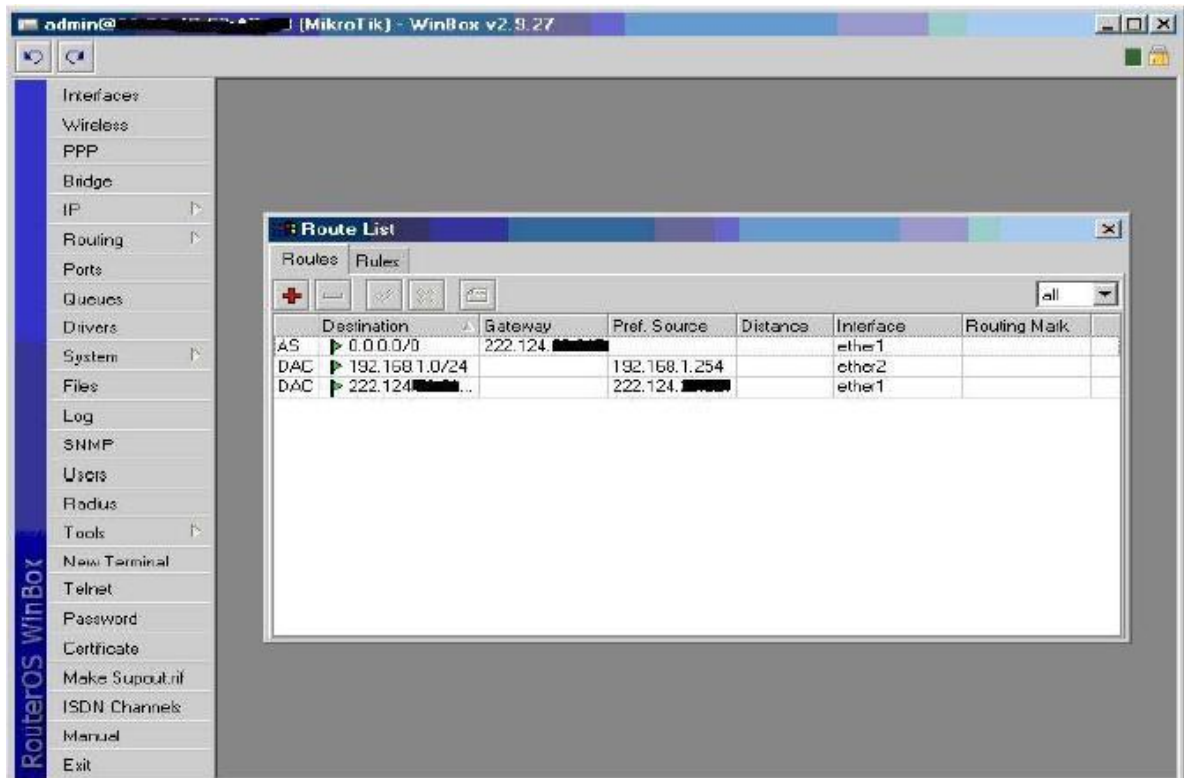 admin@ (MikroTik) - WinBox v2.9.27
Interfaces
Wireless
PPP
Bridge
IP
Routing
Ports
Queues
Drivers
System
Files
Log
SNMP
Users
Radius
Tools
New Terminal
Telnet
Password
Certificate
Make Supout.rif
ISDN Channels
Manual
Exit
RouterOS WinBox
Route List
Routes Rules
all
Destination Gateway Pref. Source Distance Interface Routing Mark
AS 0.0.0.0/0 222.124. ether1
DAC 192.168.1.0/24 192.168.1.254 ether2
DAC 222.124 ... 222.124. ether1